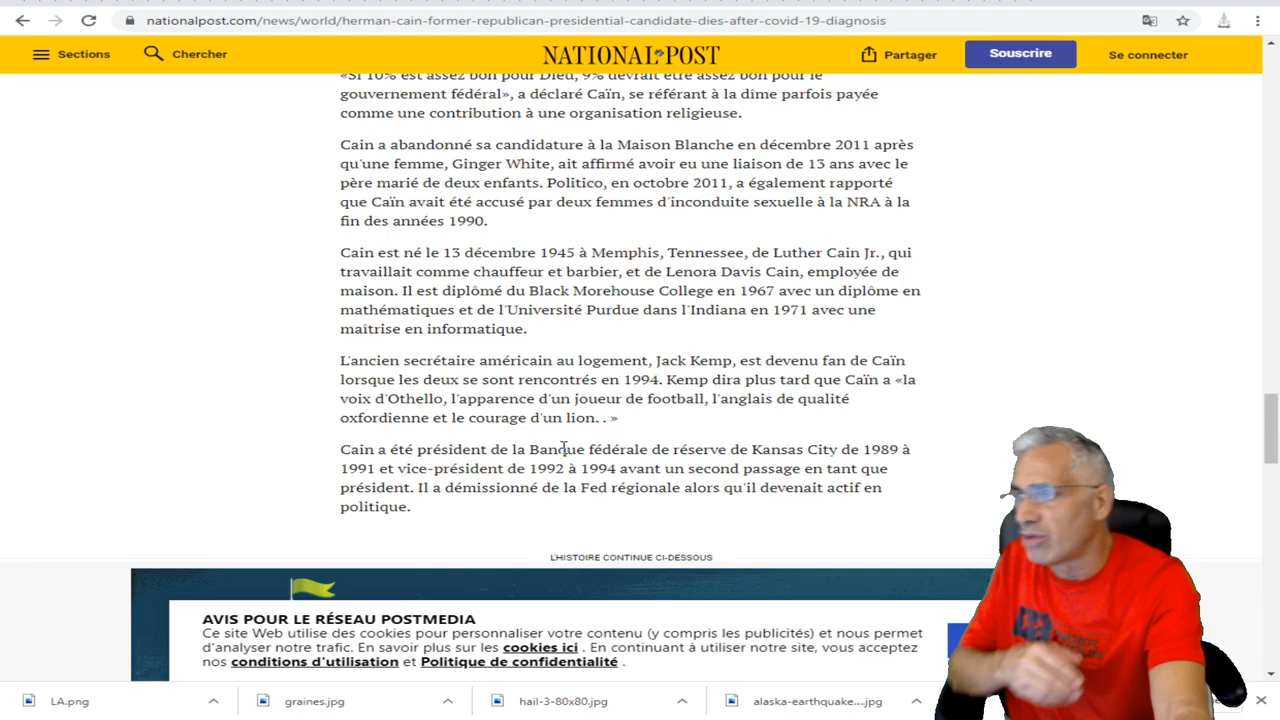 nationalpost.com/news/world/herman-cain-former-republican-presidential-candidate-dies-after-covid-19-diagnosis
Sections
Chercher
NATIONAL POST
Partager
Souscrire
Se connecter
«Si 10% est assez bon pour Dieu, 9% devrait être assez bon pour le
gouvernement fédéral», a déclaré Caïn, se référant à la dîme parfois payée
comme une contribution à une organisation religieuse.
Cain a abandonné sa candidature à la Maison Blanche en décembre 2011 après
qu'une femme, Ginger White, ait affirmé avoir eu une liaison de 13 ans avec le
père marié de deux enfants. Politico, en octobre 2011, a également rapporté
que Caïn avait été accusé par deux femmes d'inconduite sexuelle à la NRA à la
fin des années 1990.
Cain est né le 13 décembre 1945 à Memphis, Tennessee, de Luther Cain Jr., qui
travaillait comme chauffeur et barbier, et de Lenora Davis Cain, employée de
maison. Il est diplômé du Black Morehouse College en 1967 avec un diplôme en
mathématiques et de l'Université Purdue dans l'Indiana en 1971 avec une
maîtrise en informatique.
L'ancien secrétaire américain au logement, Jack Kemp, est devenu fan de Caïn
lorsque les deux se sont rencontrés en 1994. Kemp dira plus tard que Caïn a «la
voix d'Othello, l'apparence d'un joueur de football, l'anglais de qualité
oxfordienne et le courage d'un lion. . »
Cain a été président de la Banque fédérale de réserve de Kansas City de 1989 à
1991 et vice-président de 1992 à 1994 avant un second passage en tant que
président. Il a démissionné de la Fed régionale alors qu'il devenait actif en
politique.
L'HISTOIRE CONTINUE CI-DESSOUS
AVIS POUR LE RÉSEAU POSTMEDIA
Ce site Web utilise des cookies pour personnaliser votre contenu (y compris les publicités) et nous permet
d'analyser notre trafic. En savoir plus sur les cookies ici . En continuant à utiliser notre site, vous acceptez
nos conditions d'utilisation et Politique de confidentialité .
LA.png
graines.jpg
hail-3-80x80.jpg
alaska-earthquake....jpg